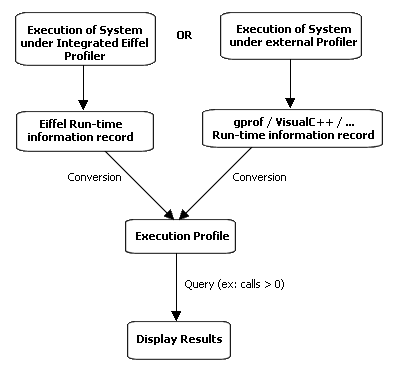 Execution of System
under Integrated Eiffel
Profiler
OR
Execution of System
under external Profiler
Eiffel Run-time
information record
gprof / VisualC++ / ...
Run-time information record
Conversion
Conversion
Execution Profile
Query (ex: calls > 0)
Display Results